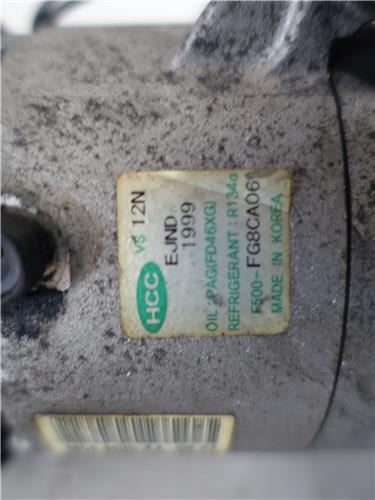 HCC
VS 12N
EJND
1999
OIL : PAG(FD46XG)
REFRIGERANT : R134a
F500-FG8CA06
MADE IN KOREA